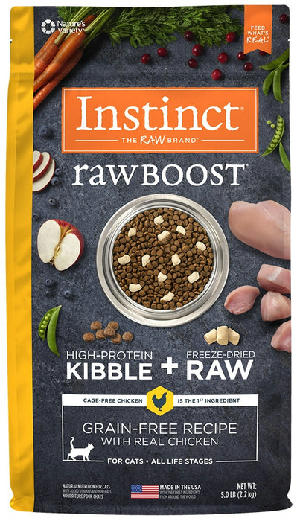 Nature's
Variety
FEED
WHAT'S
REAL
Instinct
THE RAW BRAND
raw BOOST
HIGH-PROTEIN
KIBBLE
+
FREEZE-DRIED
RAW
CAGE-FREE CHICKEN
IS THE 1ST INGREDIENT
GRAIN-FREE RECIPE
WITH REAL CHICKEN
FOR CATS • ALL LIFE STAGES
MADE IN THE USA
NET WT.